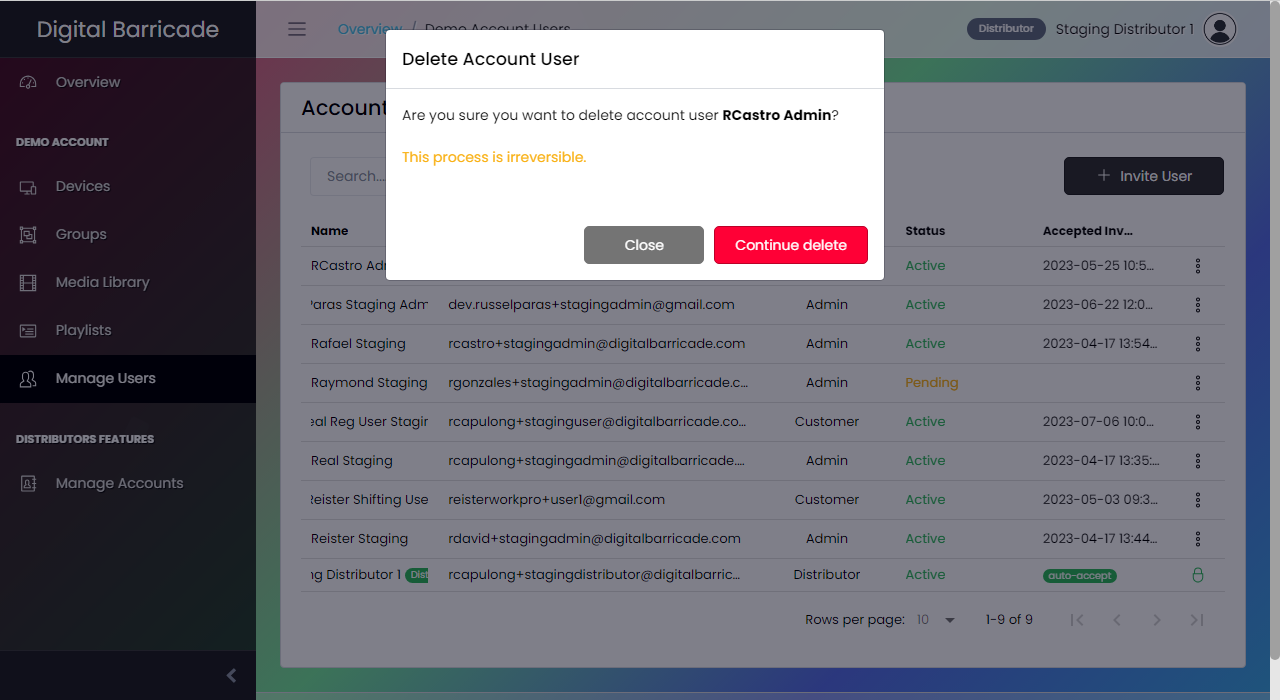 Digital Barricade
Overview / Demo Account Users
Distributor
Staging Distributor 1
Overview
DEMO ACCOUNT
Devices
Groups
Media Library
Playlists
Manage Users
DISTRIBUTORS FEATURES
Manage Accounts
Delete Account User
Are you sure you want to delete account user RCastro Admin?
This process is irreversible.
Close
Continue delete
Account
Search...
+ Invite User
Name Status Accepted Inv...
RCastro Adr Active 2023-05-25 10:5...
Paras Staging Adm dev.russelparas+stagingadmin@gmail.com Admin Active 2023-06-22 12:0...
Rafael Staging rcastro+stagingadmin@digitalbarricade.com Admin Active 2023-04-17 13:54...
Raymond Staging rgonzales+stagingadmin@digitalbarricade.c... Admin Pending
eal Reg User Stagir rcapulong+staginguser@digitalbarricade.co... Customer Active 2023-07-06 10:0...
Real Staging rcapulong+stagingadmin@digitalbarricade.... Admin Active 2023-04-17 13:35:...
Reister Shifting Use reisterworkpro+user1@gmail.com Customer Active 2023-05-03 09:3...
Reister Staging rdavid+stagingadmin@digitalbarricade.com Admin Active 2023-04-17 13:44...
ng Distributor 1 Dist rcapulong+stagingdistributor@digitalbarric... Distributor Active auto-accept
Rows per page: 10 1-9 of 9